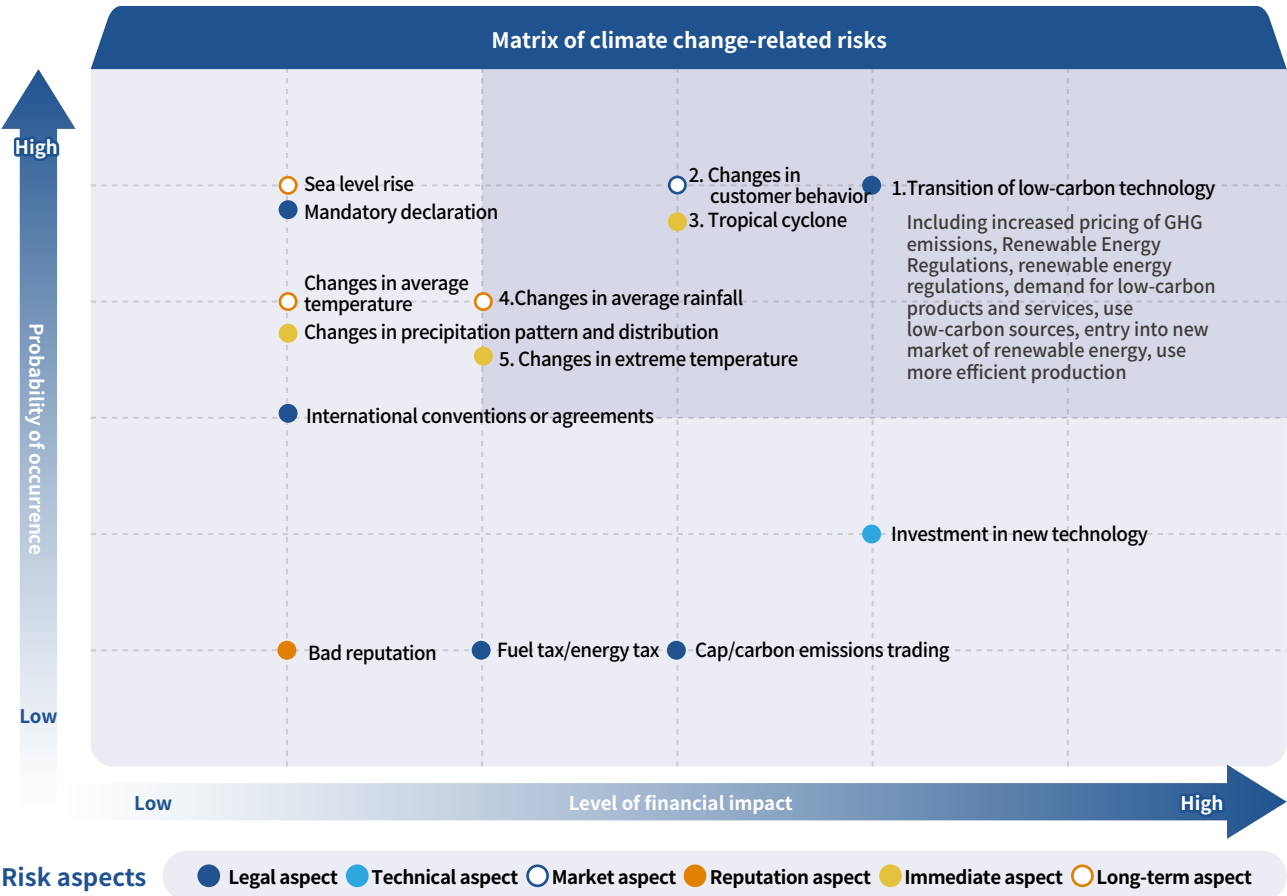 Matrix of climate change-related risks
High
Probability of occurrence
Low
Sea level rise
Mandatory declaration
2. Changes in
customer behavior
3. Tropical cyclone
1.Transition of low-carbon technology
Including increased pricing of GHG
emissions, Renewable Energy
Regulations, renewable energy
regulations, demand for low-carbon
products and services, use
low-carbon sources, entry into new
market of renewable energy, use
more efficient production
Changes in average
temperature
4.Changes in average rainfall
Changes in precipitation pattern and distribution
5. Changes in extreme temperature
International conventions or agreements
Investment in new technology
Bad reputation
Fuel tax/energy tax
Cap/carbon emissions trading
Low
Level of financial impact
High
Risk aspects
Legal aspect
Technical aspect
Market aspect
Reputation aspect
Immediate aspect
Long-term aspect